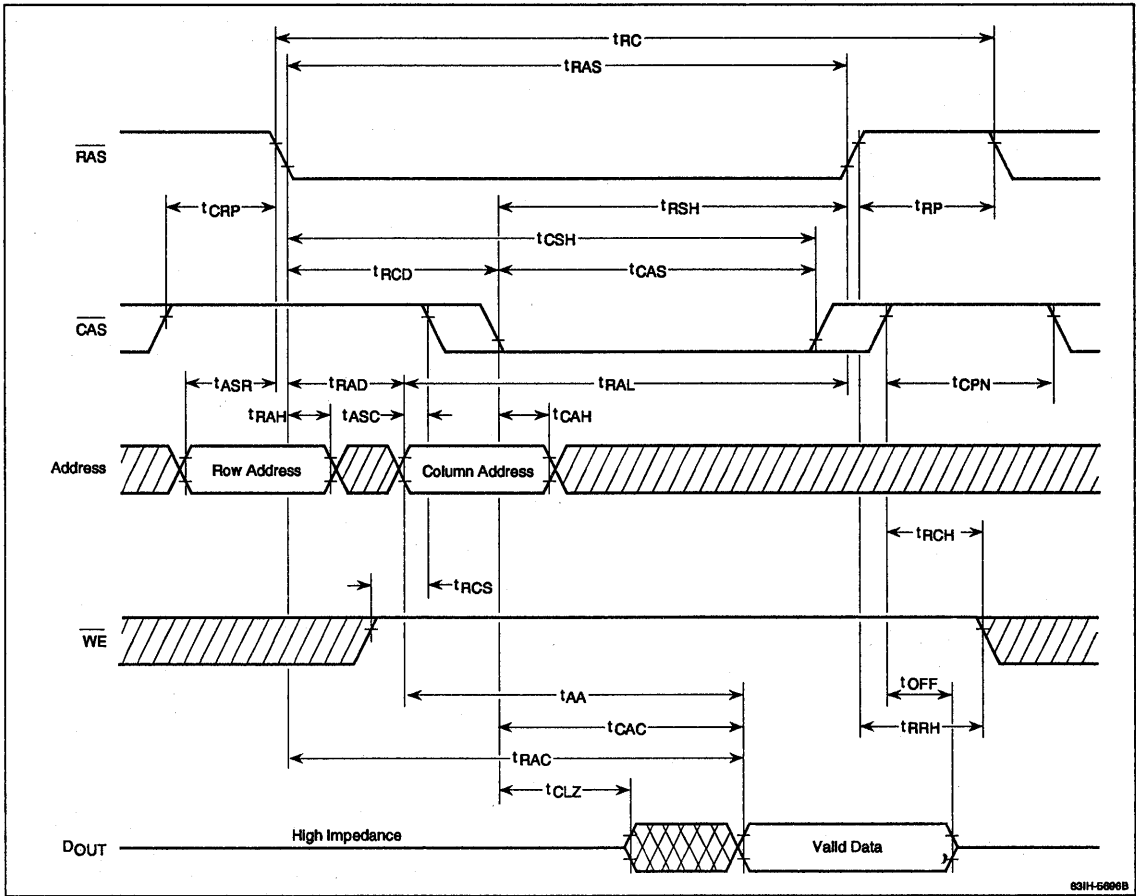 tRC
tRAS
RAS
tCRP
tRSH
tRP
tCSH
tRCD
tCAS
CAS
tASR
tRAD
tRAL
tCPN
tRAH
tASC
tCAH
Address
Row Address
Column Address
tRCH
tRCS
WE
tOFF
tAA
tCAC
tRRH
tRAC
tCLZ
High Impedance
DOUT
Valid Data
83IH-5696B